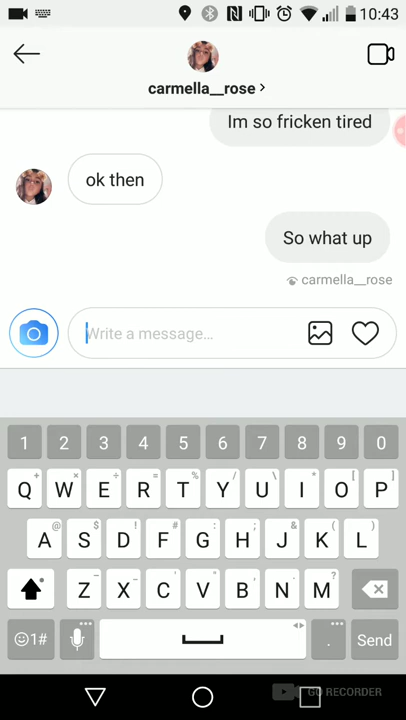 10:43
carmella__rose >
Im so fricken tired
ok then
So what up
carmella__rose
Write a message...
1 2 3 4 5 6 7 8 9 0
Q W E R T Y U I O P
A S D F G H J K L
Z X C V B N M
1# . Send
GO RECORDER